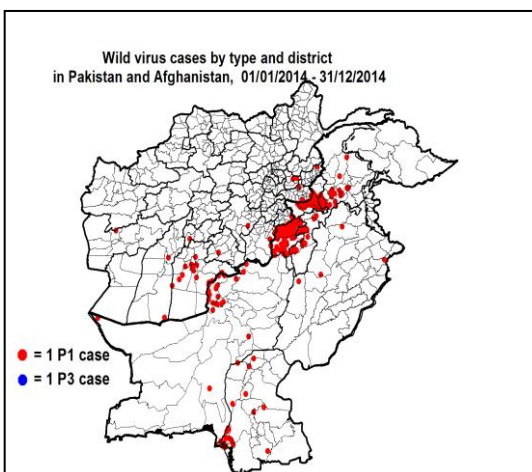 Wild virus cases by type and district
in Pakistan and Afghanistan, 01/01/2014 - 31/12/2014
= 1 P1 case
= 1 P3 case